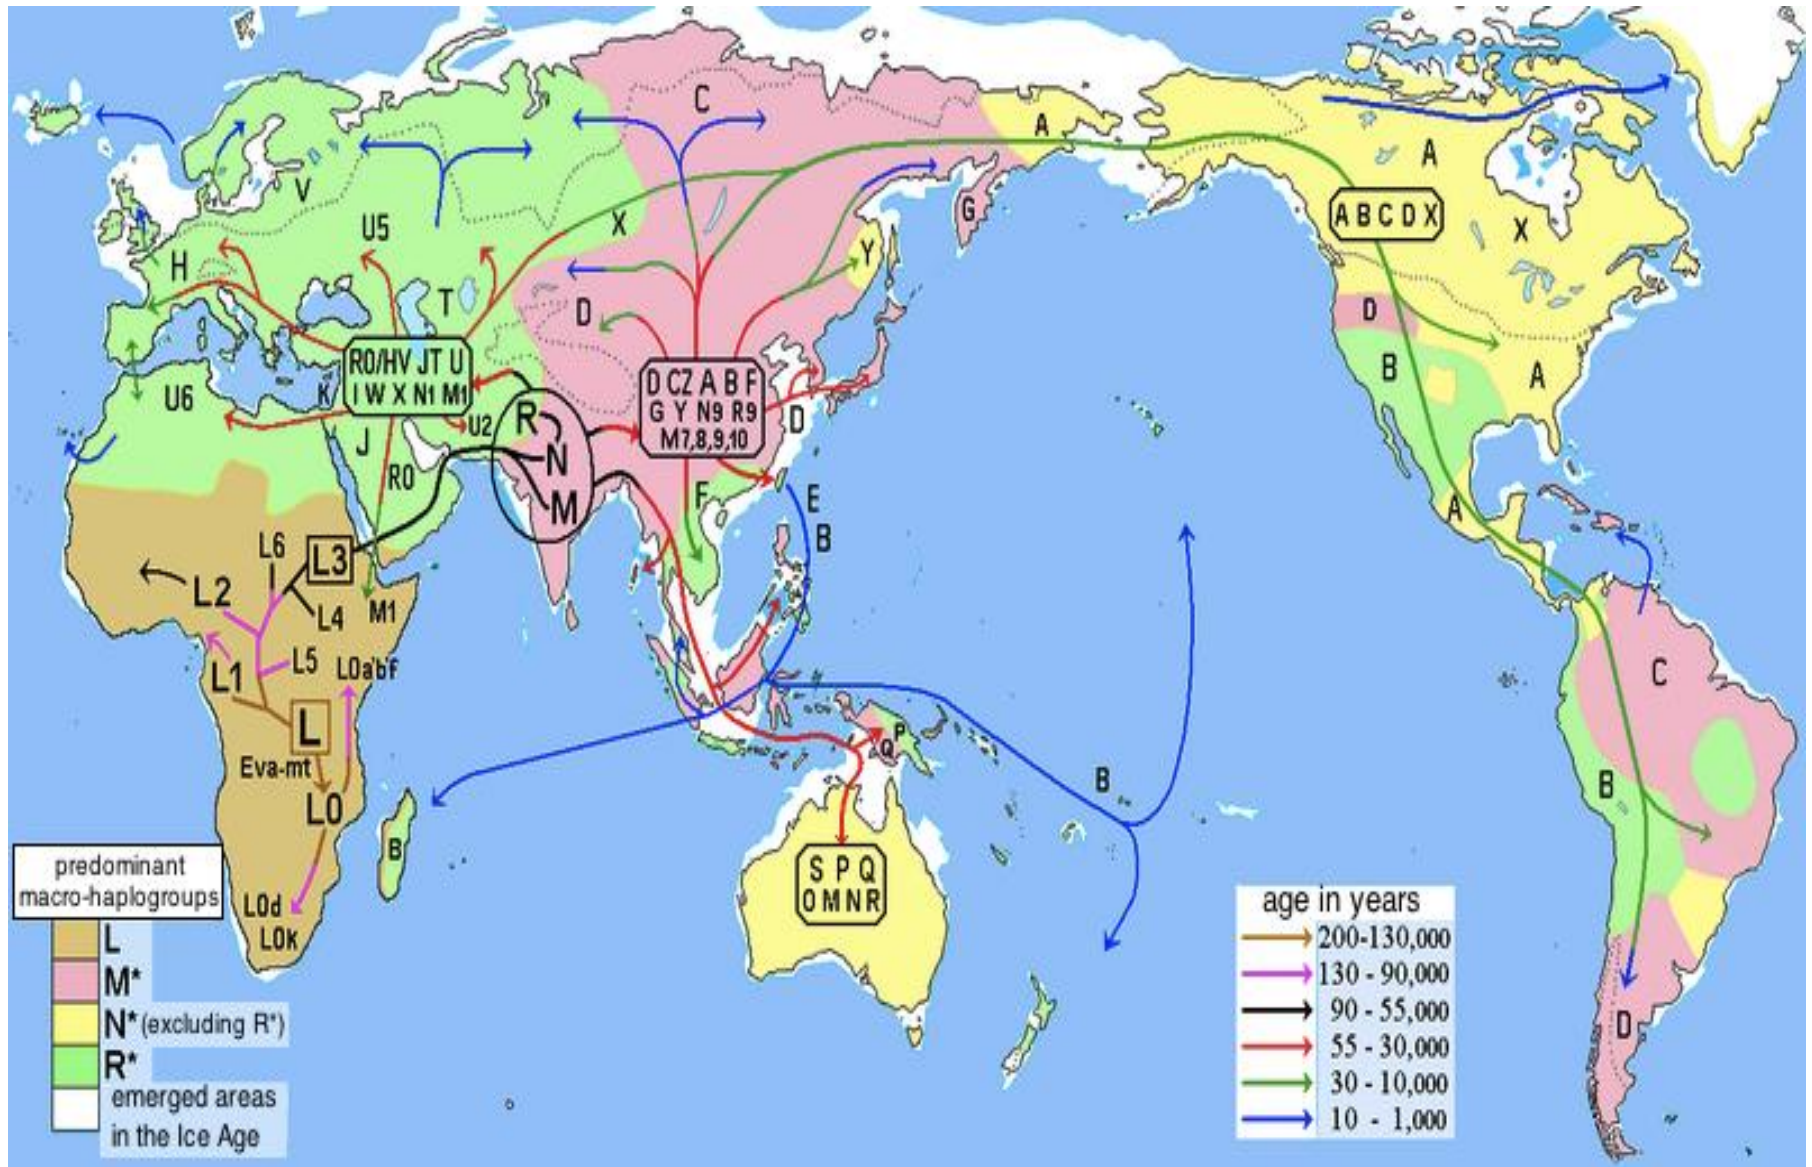 C
A
A
V
G
A B C D X
X
X
U5
Y
H
T
D
D
R0/HV JT U
I W X N1 M1
B
A
D CZ A B F
G Y N9 R9
M7,8,9,10
K
U6
R
U2
D
J
N
R0
F
E
M
A
B
L6
L3
L2
L4
M1
L5
L0a'b'f
L1
C
L
P
Q
Eva-mt
B
B
L0
B
predominant
macro-haplogroups
S P Q
O M N R
L0d
L0k
L
M*
N* (excluding R*)
R*
emerged areas
in the Ice Age
age in years
200-130,000
130 - 90,000
90 - 55,000
55 - 30,000
30 - 10,000
10 - 1,000
D